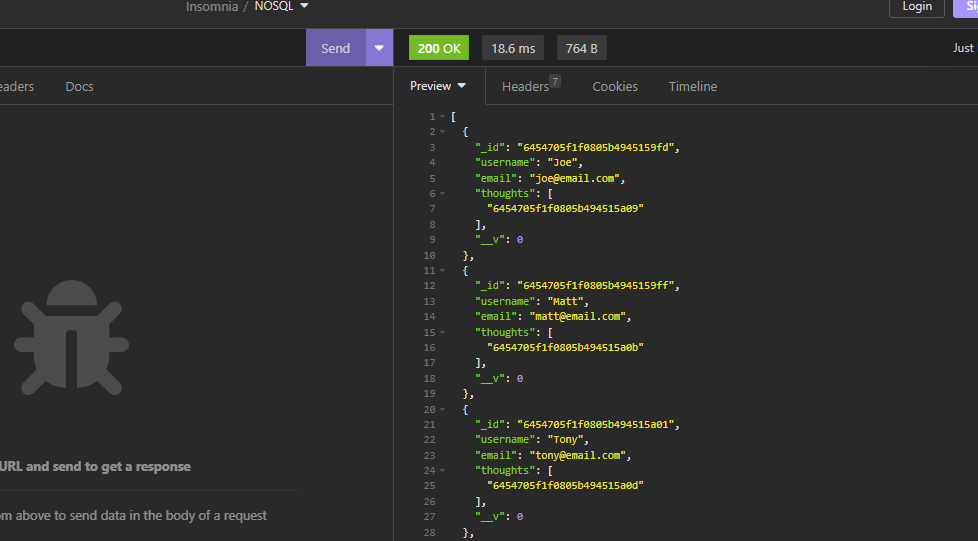 Insomnia / NOSQL
Login
Send
200 OK
18.6 ms
764 B
Just
eaders
Docs
Preview
Headers 7
Cookies
Timeline
1 [
2 {
3 "_id": "6454705f1f0805b4945159fd",
4 "username": "Joe",
5 "email": "joe@email.com",
6 "thoughts": [
7 "6454705f1f0805b494515a09"
8 ],
9 "__v": 0
10 },
11 {
12 "_id": "6454705f1f0805b4945159ff",
13 "username": "Matt",
14 "email": "matt@email.com",
15 "thoughts": [
16 "6454705f1f0805b494515a0b"
17 ],
18 "__v": 0
19 },
20 {
21 "_id": "6454705f1f0805b494515a01",
22 "username": "Tony",
23 "email": "tony@email.com",
24 "thoughts": [
25 "6454705f1f0805b494515a0d"
26 ],
27 "__v": 0
28 },
URL and send to get a response
om above to send data in the body of a request